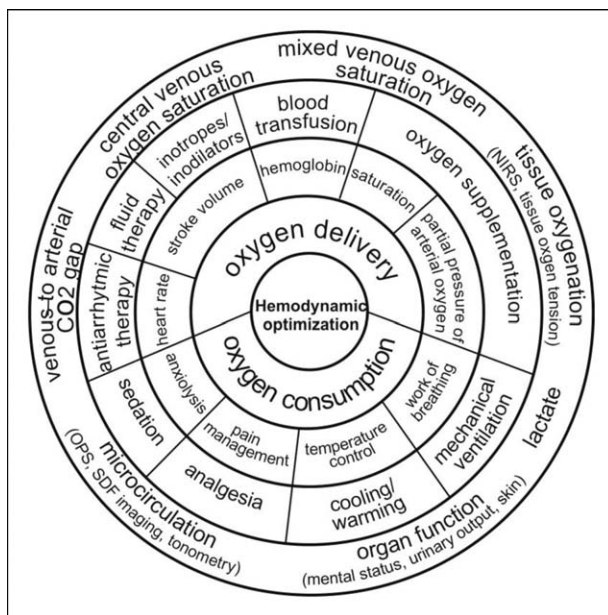 mixed venous oxygen
saturation
central venous
oxygen saturation
tissue oxygenation
(NIRS, tissue oxgen tension)
venous-to arterial
CO2 gap
lactate
microcirculation
(OPS, SDF imaging, tonometry)
organ function
(mental status, urinary output, skin)
blood
transfusion
inotropes/
inodilators
oxygen supplementation
fluid
therapy
antiarrhytmic
therapy
sedation
analgesia
cooling/
warming
mechanical
ventilation
hemoglobin
saturation
stroke volume
partial pressure of
arterial oxygen
heart rate
anxiolysis
pain
management
temperature
control
work of
breathing
oxygen delivery
Hemodynamic
optimization
oxygen consumption